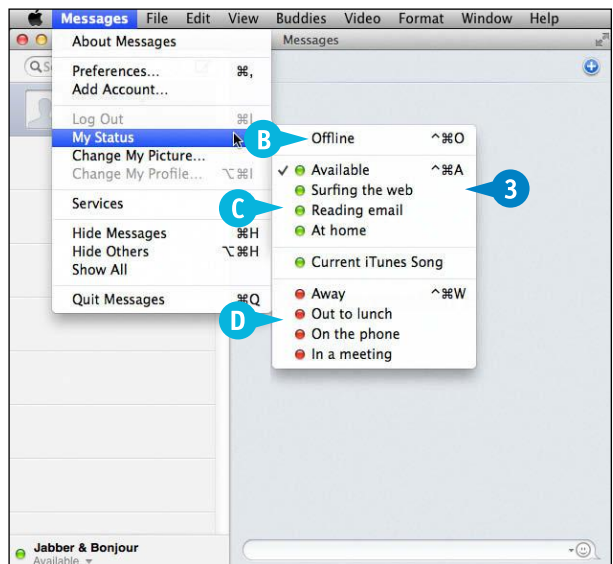 Messages File Edit View Buddies Video Format Window Help
Messages
About Messages
Preferences... ⌘,
Add Account...
Log Out
My Status
Change My Picture...
Change My Profile... ⌥⌘I
Services
Hide Messages ⌘H
Hide Others ⌥⌘H
Show All
Quit Messages ⌘Q
B
Offline ^⌘O
✓ Available ^⌘A
Surfing the web
3
C
Reading email
At home
Current iTunes Song
Away ^⌘W
D
Out to lunch
On the phone
In a meeting
Jabber & Bonjour
Available